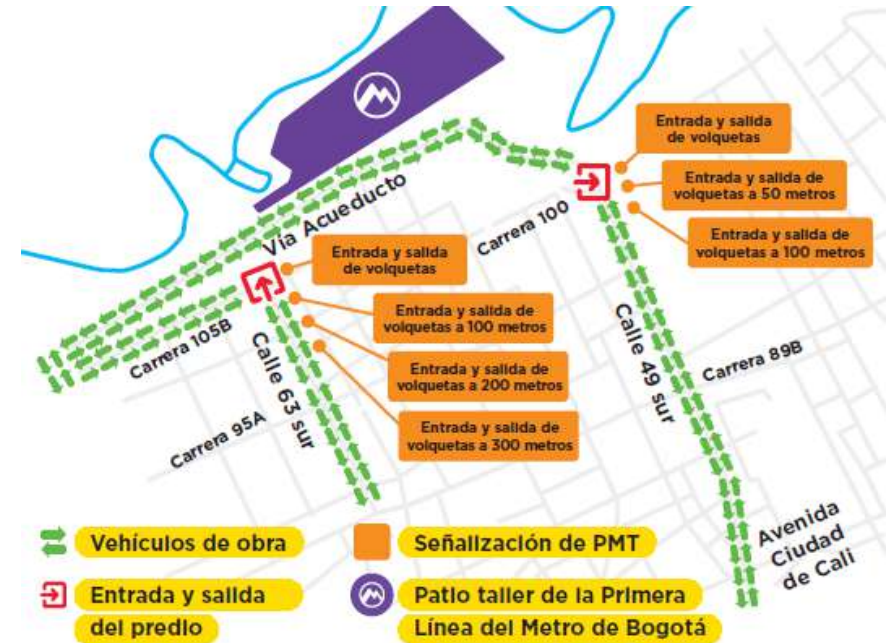 Entrada y salida
de volquetas
Entrada y salida de
volquetas a 50 metros
Entrada y salida de
volquetas a 100 metros
Vía Acueducto
Carrera 100
Entrada y salida
de volquetas
Entrada y salida de
volquetas a 100 metros
Entrada y salida de
volquetas a 200 metros
Entrada y salida de
volquetas a 300 metros
Carrera 105B
Calle 63 sur
Carrera 95A
Calle 49 sur
Carrera 89B
Avenida
Ciudad
de Cali
Vehículos de obra
Señalización de PMT
Entrada y salida
del predio
Patio taller de la Primera
Línea del Metro de Bogotá